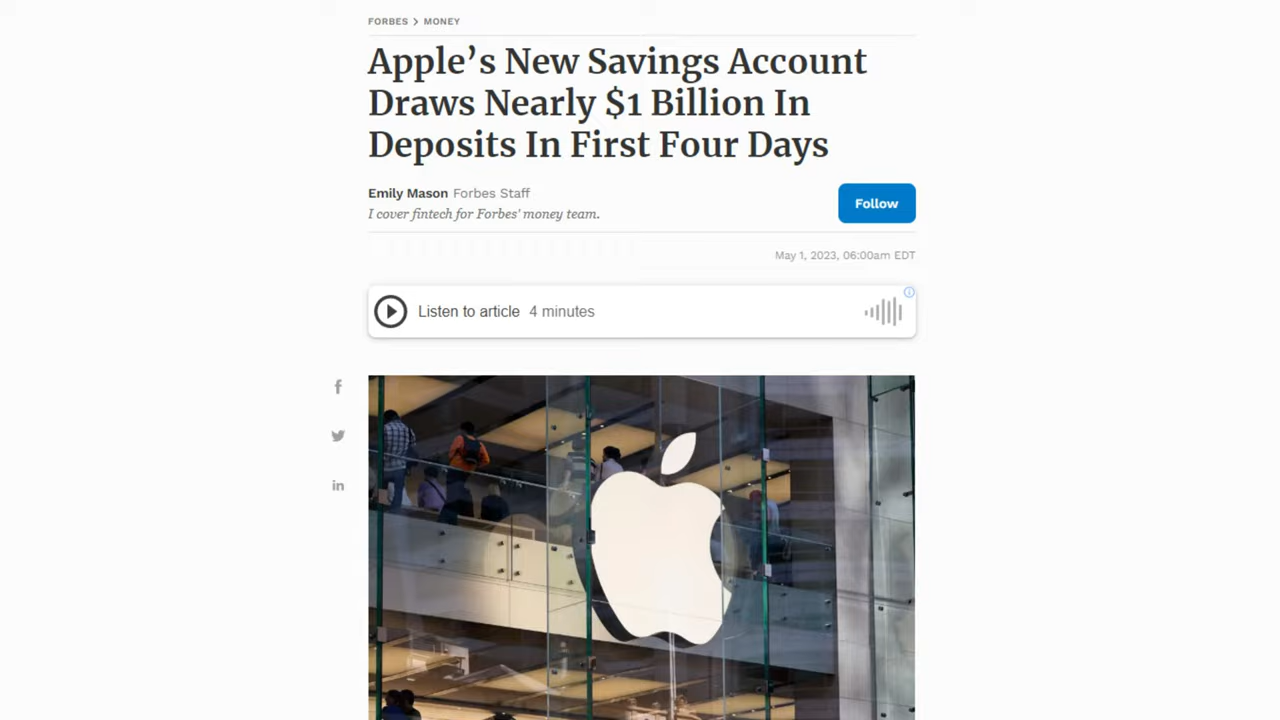 FORBES > MONEY
Apple’s New Savings Account
Draws Nearly $1 Billion In
Deposits In First Four Days
Emily Mason Forbes Staff
I cover fintech for Forbes' money team.
Follow
May 1, 2023, 06:00am EDT
Listen to article 4 minutes